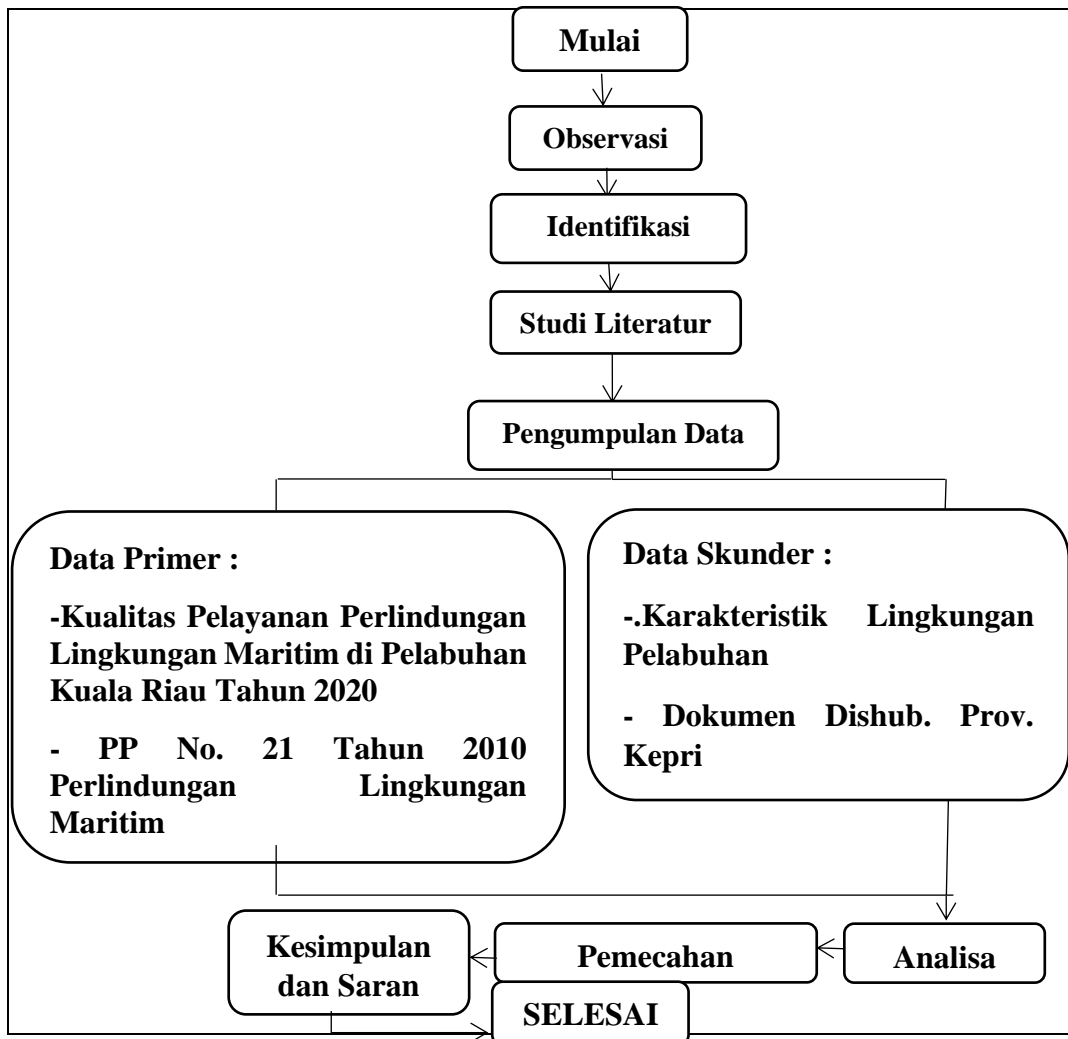 Mulai
Observasi
Identifikasi
Studi Literatur
Pengumpulan Data
Data Primer :
-Kualitas Pelayanan Perlindungan
Lingkungan Maritim di Pelabuhan
Kuala Riau Tahun 2020
- PP No. 21 Tahun 2010
Perlindungan Lingkungan
Maritim
Data Skunder :
-.Karakteristik Lingkungan
Pelabuhan
- Dokumen Dishub. Prov.
Kepri
Analisa
Pemecahan
Kesimpulan
dan Saran
SELESAI